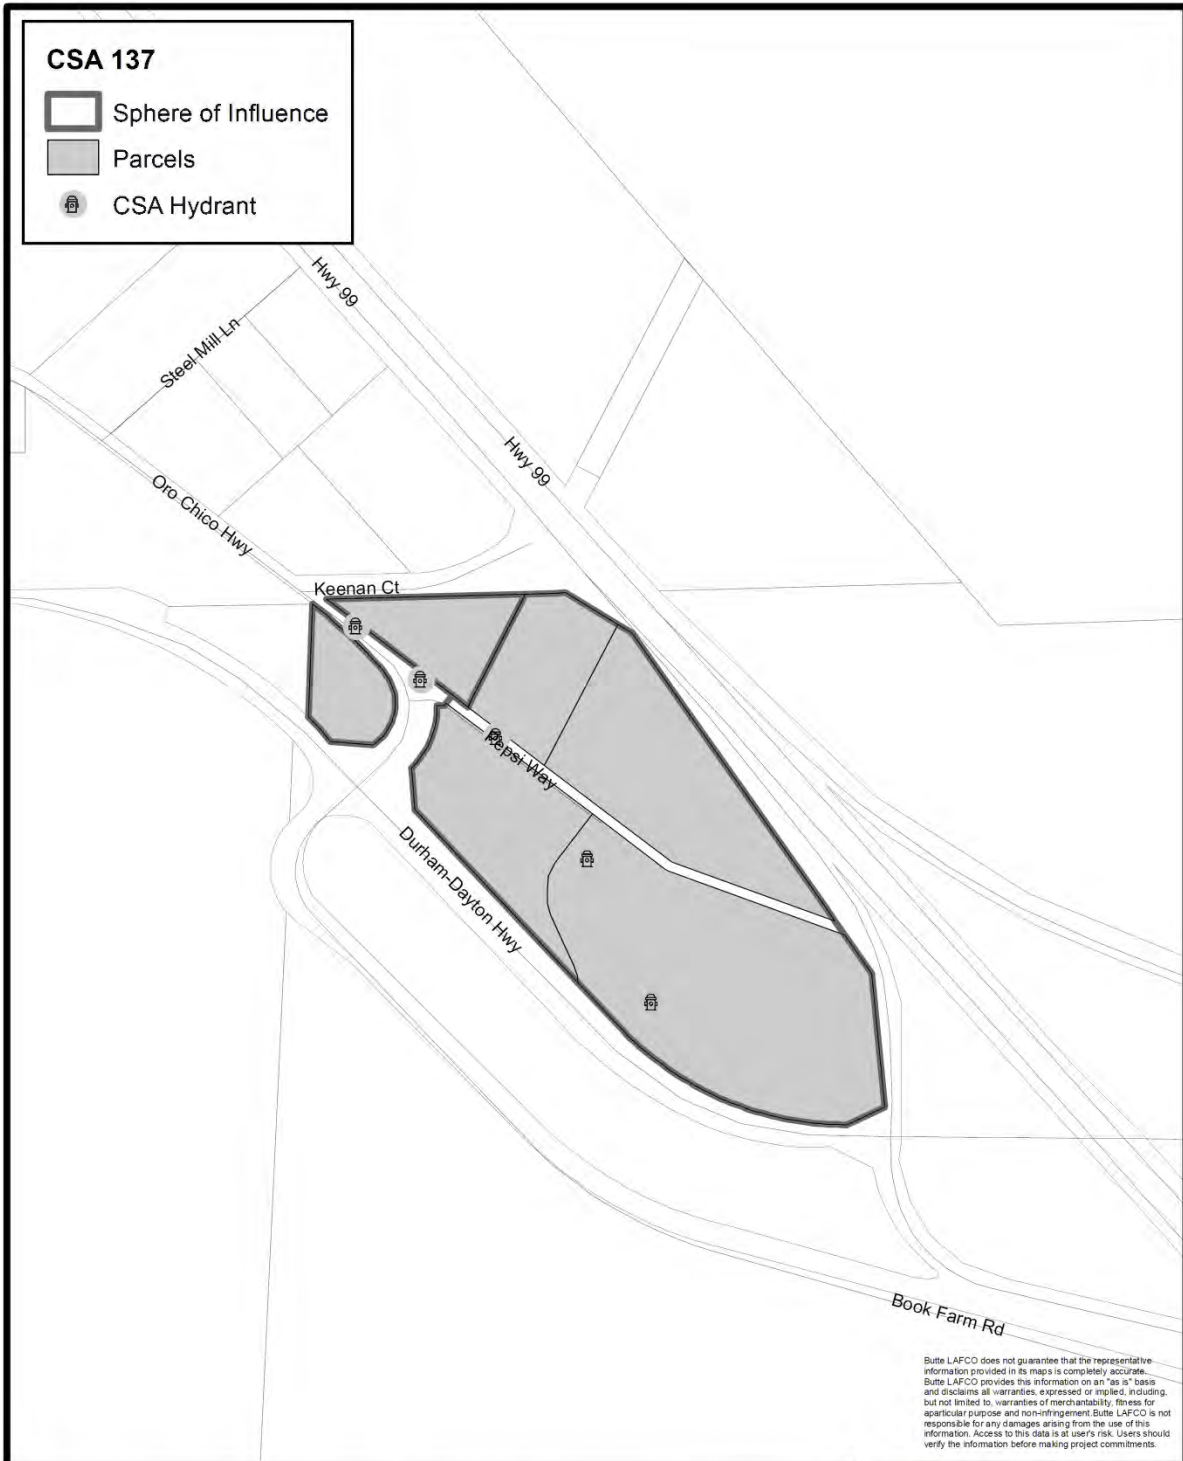 CSA 137
Sphere of Influence
Parcels
CSA Hydrant
Hwy 99
Steel Mill Ln
Hwy 99
Oro Chico Hwy
Keenan Ct
Pepsi Way
Durham-Dayton Hwy
Book Farm Rd
Butte LAFCO does not guarantee that the representative
information provided in its maps is completely accurate.
Butte LAFCO provides this information on an "as is" basis
and disclaims all warranties, expressed or implied, including,
but not limited to, warranties of merchantability, fitness for
aparticular purpose and non-infringement.Butte LAFCO is not
responsible for any damages arising from the use of this
information. Access to this data is at user's risk. Users should
verify the information before making project commitments.